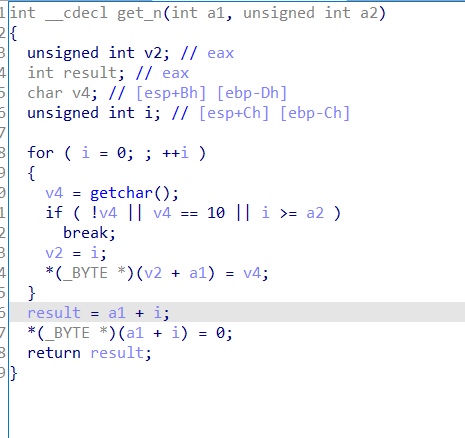 1 int __cdecl get_n(int a1, unsigned int a2)
2 {
3 unsigned int v2; // eax
4 int result; // eax
5 char v4; // [esp+Bh] [ebp-Dh]
6 unsigned int i; // [esp+Ch] [ebp-Ch]
7
8 for ( i = 0; ; ++i )
9 {
0 v4 = getchar();
1 if ( !v4 || v4 == 10 || i >= a2 )
2 break;
3 v2 = i;
4 *(_BYTE *)(v2 + a1) = v4;
5 }
6 result = a1 + i;
7 *(_BYTE *)(a1 + i) = 0;
8 return result;
9 }